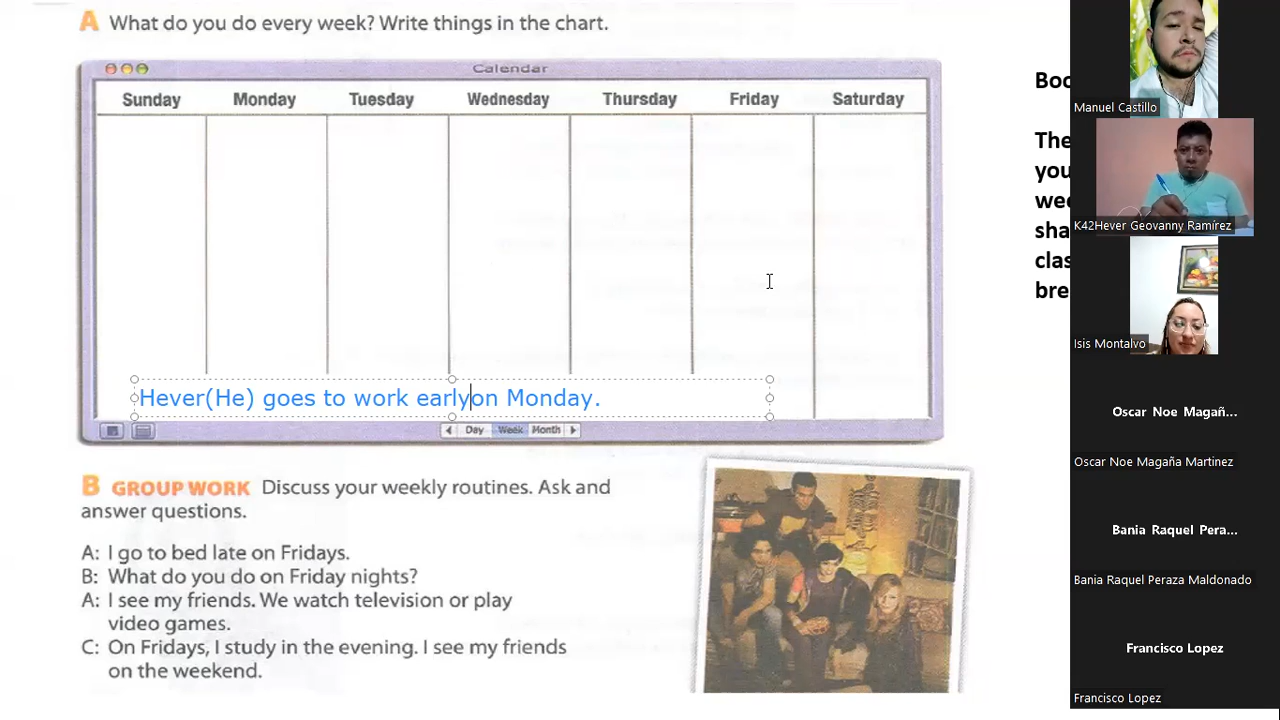 A What do you do every week? Write things in the chart.
Calendar
Sunday Monday Tuesday Wednesday Thursday Friday Saturday
Hever(He) goes to work earlyon Monday.
Day Week Month
B GROUP WORK Discuss your weekly routines. Ask and
answer questions.
A: I go to bed late on Fridays.
B: What do you do on Friday nights?
A: I see my friends. We watch television or play
video games.
C: On Fridays, I study in the evening. I see my friends
on the weekend.
Manuel Castillo
K42Hever Geovanny Ramírez
Isis Montalvo
Oscar Noe Magañ...
Oscar Noe Magaña Martinez
Bania Raquel Pera...
Bania Raquel Peraza Maldonado
Francisco Lopez
Francisco Lopez